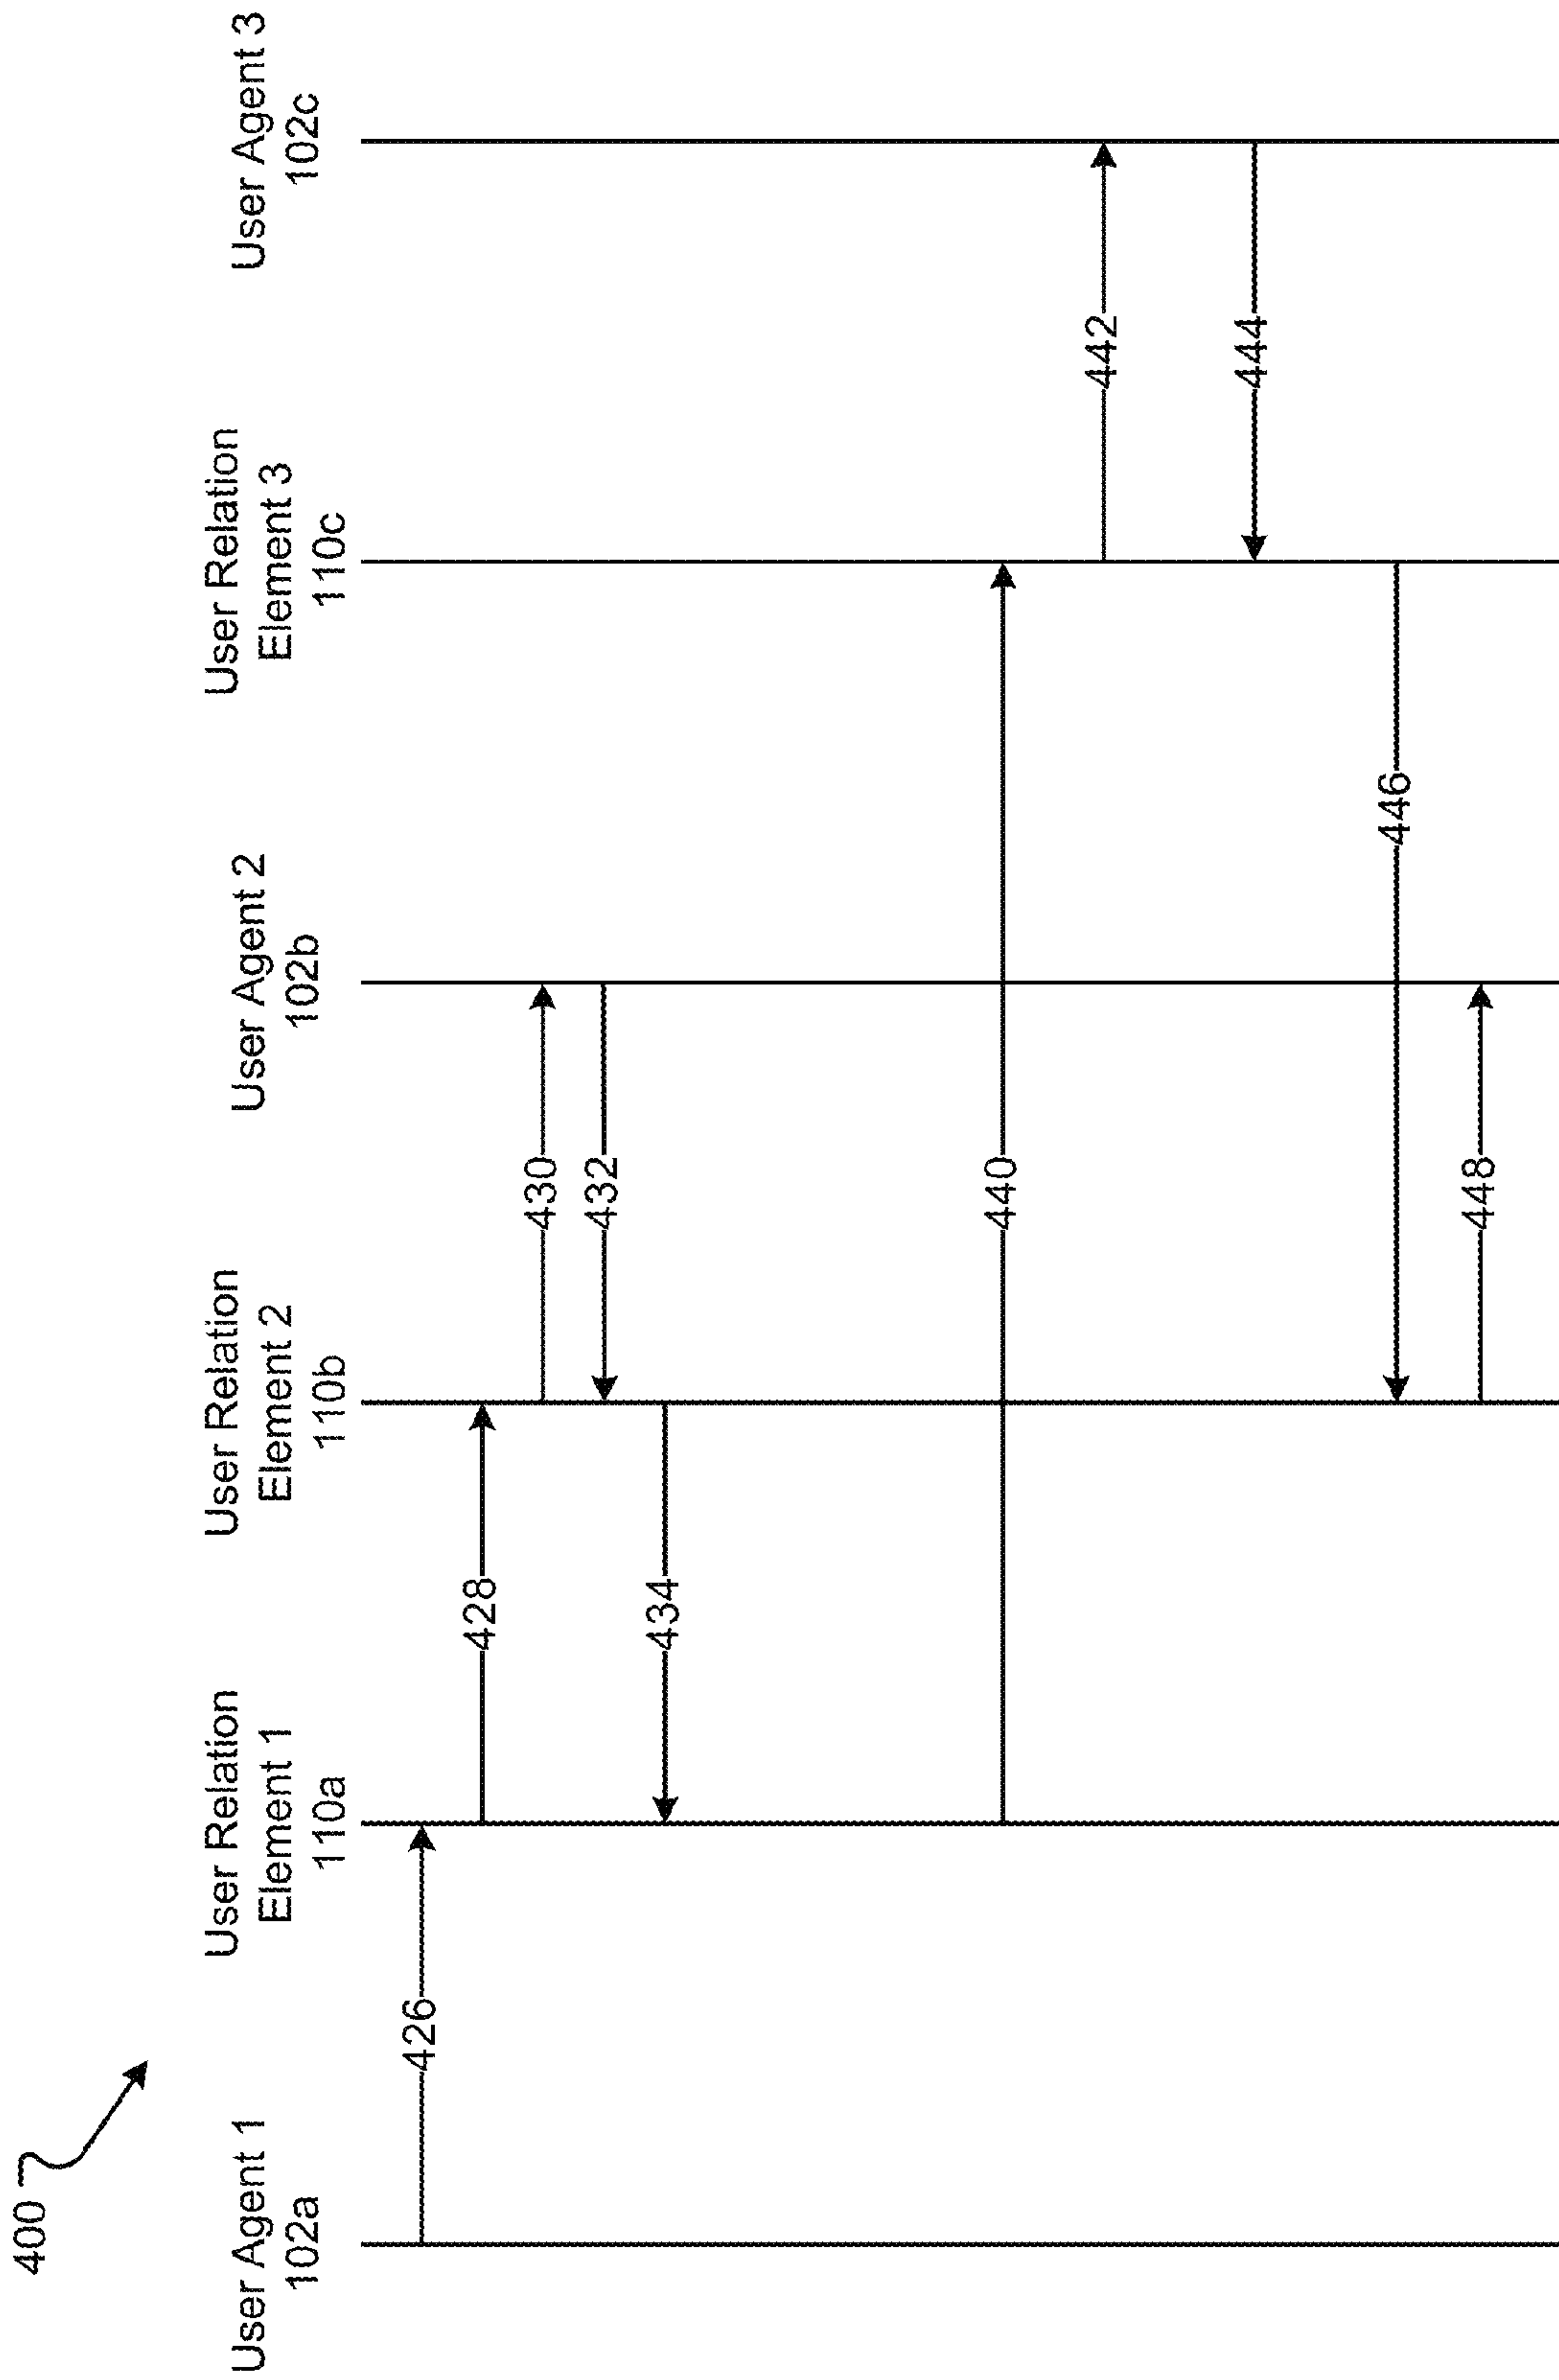 400
User Agent 1
102a
User Relation
Element 1
110a
User Relation
Element 2
110b
User Agent 2
102b
User Relation
Element 3
110c
User Agent 3
102c
426
428
430
432
434
440
442
444
446
448